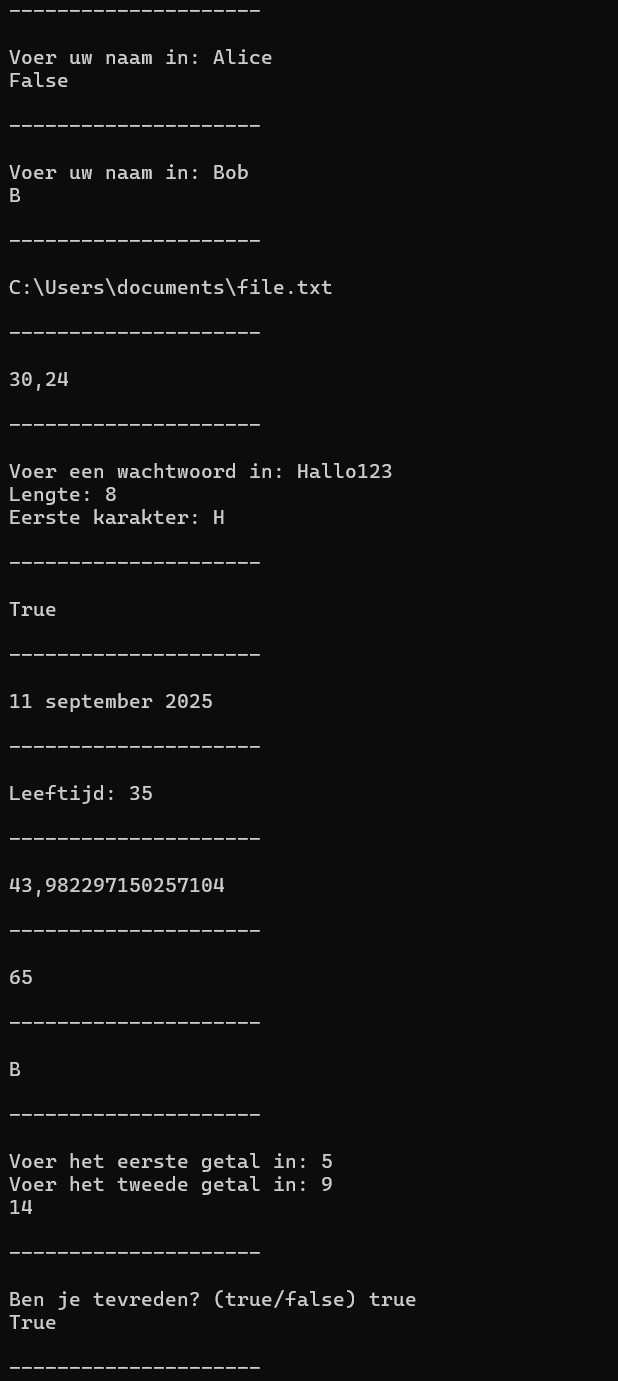 ---------------------
Voer uw naam in: Alice
False
---------------------
Voer uw naam in: Bob
B
---------------------
C:\Users\documents\file.txt
---------------------
30,24
---------------------
Voer een wachtwoord in: Hallo123
Lengte: 8
Eerste karakter: H
---------------------
True
---------------------
11 september 2025
---------------------
Leeftijd: 35
---------------------
43,982297150257104
---------------------
65
---------------------
B
---------------------
Voer het eerste getal in: 5
Voer het tweede getal in: 9
14
---------------------
Ben je tevreden? (true/false) true
True
---------------------